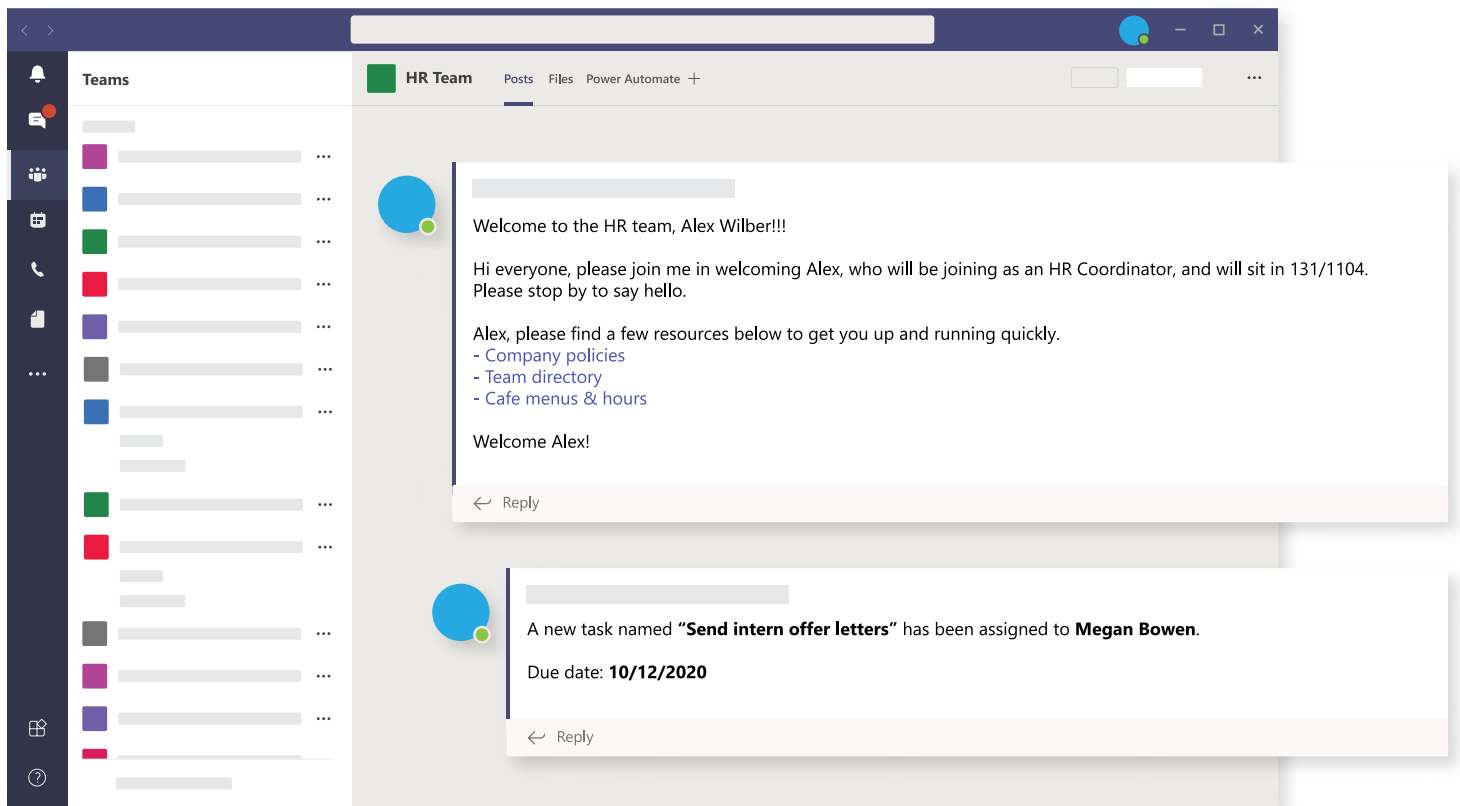 Teams
HR Team Posts Files Power Automate
Welcome to the HR team, Alex Wilber!!!
Hi everyone, please join me in welcoming Alex, who will be joining as an HR Coordinator, and will sit in 131/1104.
Please stop by to say hello.
Alex, please find a few resources below to get you up and running quickly.
- Company policies
- Team directory
- Cafe menus & hours
Welcome Alex!
Reply
A new task named “Send intern offer letters” has been assigned to Megan Bowen.
Due date: 10/12/2020
Reply